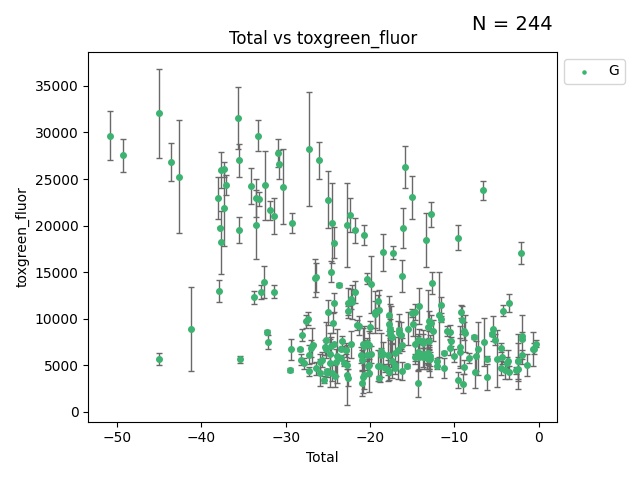 N = 244
Total vs toxgreen_fluor
G
toxgreen_fluor
35000
30000
25000
20000
15000
10000
5000
0
−50 −40 −30 −20 −10 0
Total